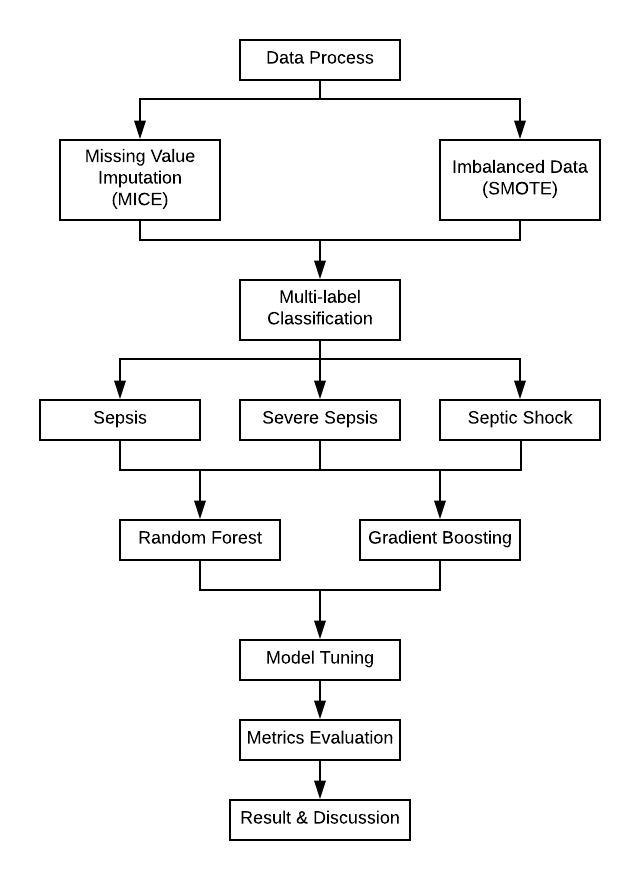 Data Process
Missing Value
Imputation
(MICE)
Imbalanced Data
(SMOTE)
Multi-label
Classification
Sepsis
Severe Sepsis
Septic Shock
Random Forest
Gradient Boosting
Model Tuning
Metrics Evaluation
Result & Discussion